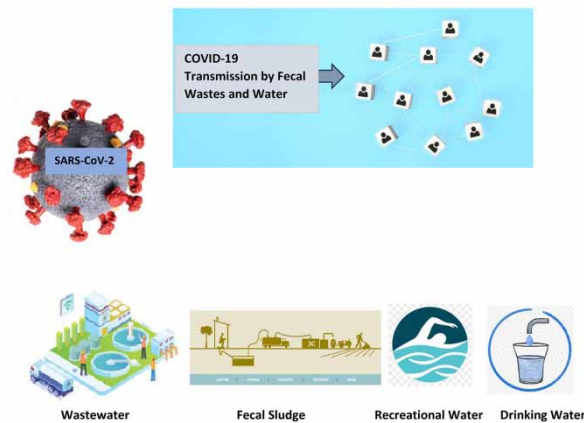 COVID-19
Transmission by Fecal
Wastes and Water
SARS-CoV-2
Wastewater
Fecal Sludge
Recreational Water
Drinking Water